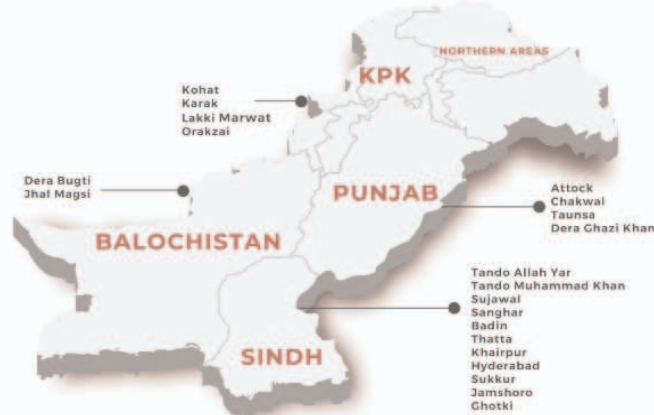 NORTHERN AREAS
KPK
Kohat
Karak
Lakki Marwat
Orakzai
Dera Bugti
Jhal Magsi
PUNJAB
Attock
Chakwal
Taunsa
Dera Ghazi Khan
BALOCHISTAN
Tando Allah Yar
Tando Muhammad Khan
Sujawal
Sanghar
Badin
Thatta
Khairpur
Hyderabad
Sukkur
Jamshoro
Ghotki
SINDH